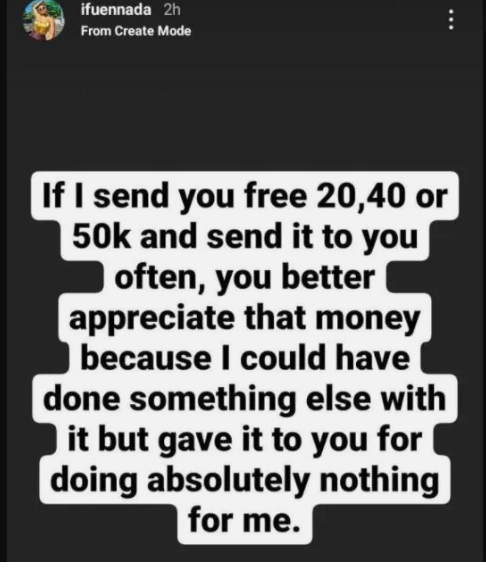 ifuennada 2h
From Create Mode
If I send you free 20,40 or
50k and send it to you
often, you better
appreciate that money
because I could have
done something else with
it but gave it to you for
doing absolutely nothing
for me.